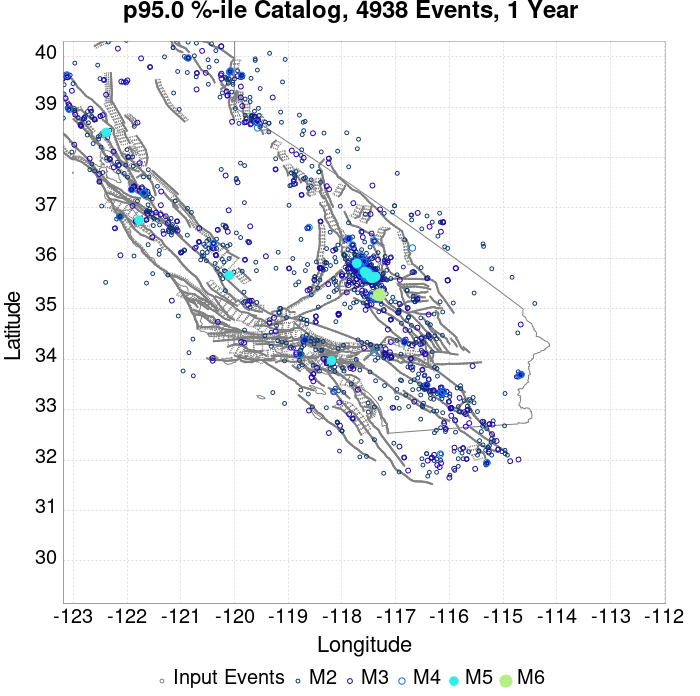 p95.0 %-ile Catalog, 4938 Events, 1 Year
40
39
38
37
36
35
34
33
32
31
30
Latitude
-123 -122 -121 -120 -119 -118 -117 -116 -115 -114 -113 -112
Longitude
Input Events M2 M3 M4 M5 M6